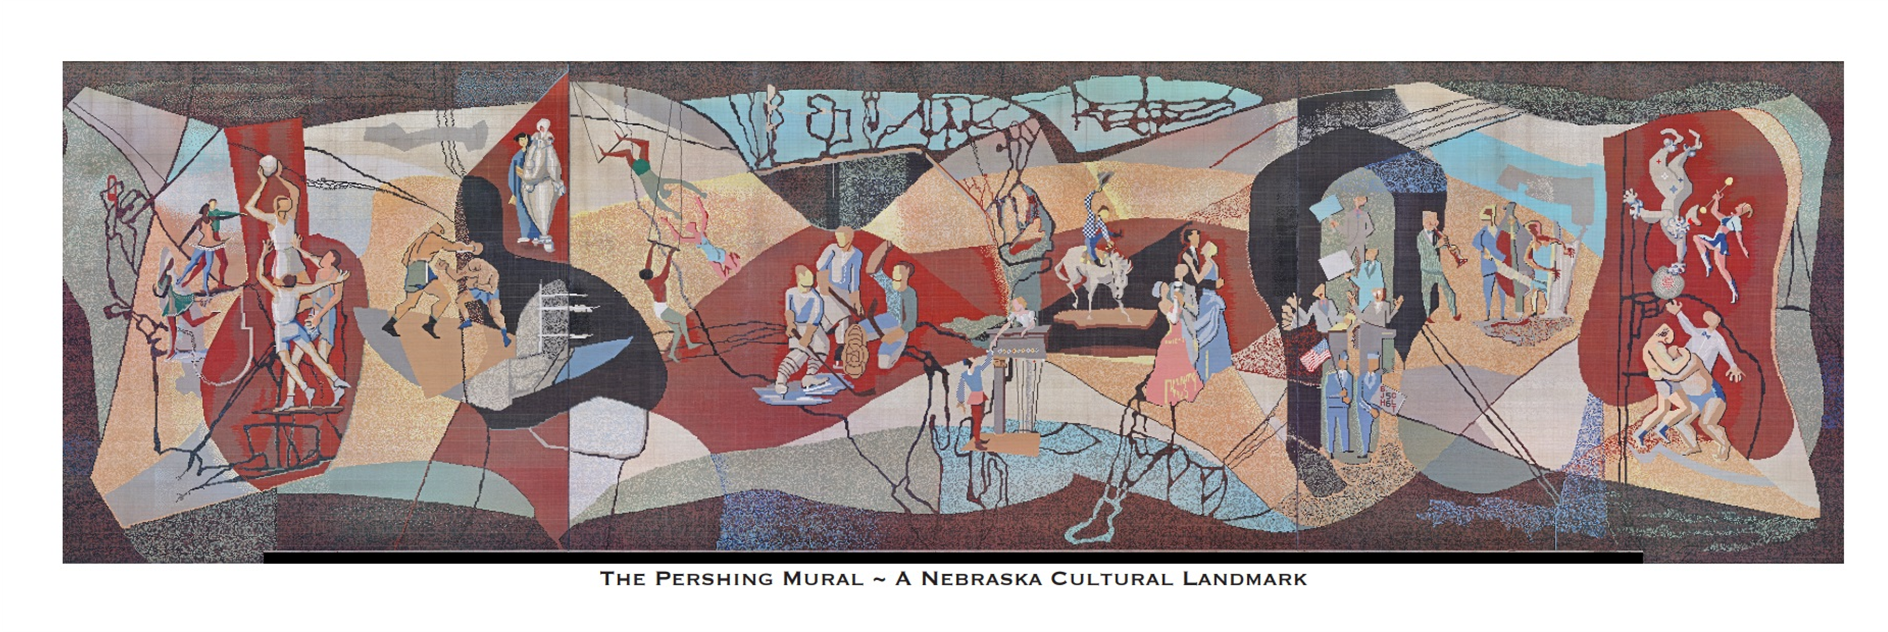 THE PERSHING MURAL ~ A NEBRASKA CULTURAL LANDMARK